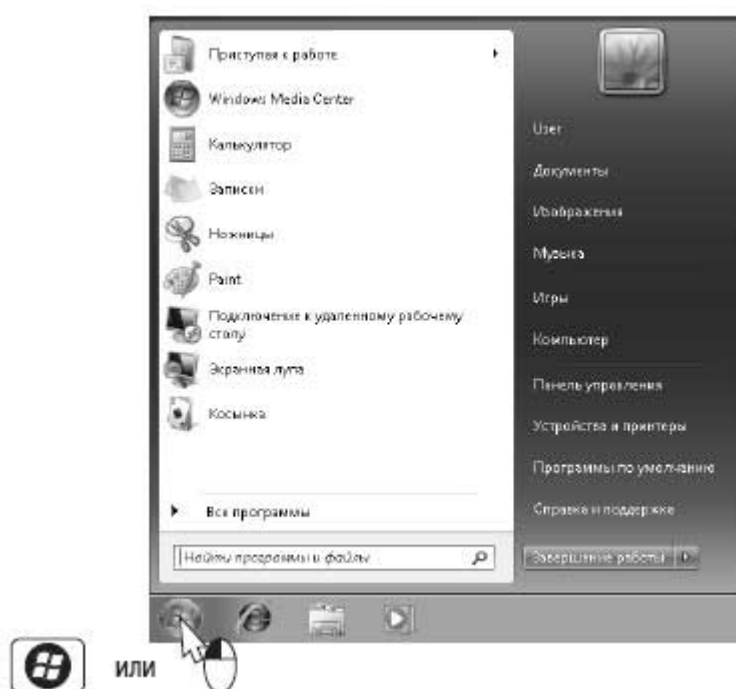 Приступая к работе
Windows Media Center
Калькулятор
Записки
Ножницы
Paint
Подключение к удаленному рабочему
столу
Экранная лупа
Косынка
Все программы
Найти программы и файлы
User
Документы
Изображения
Музыка
Игры
Компьютер
Панель управления
Устройства и принтеры
Программы по умолчанию
Справка и поддержка
Завершение работы
или